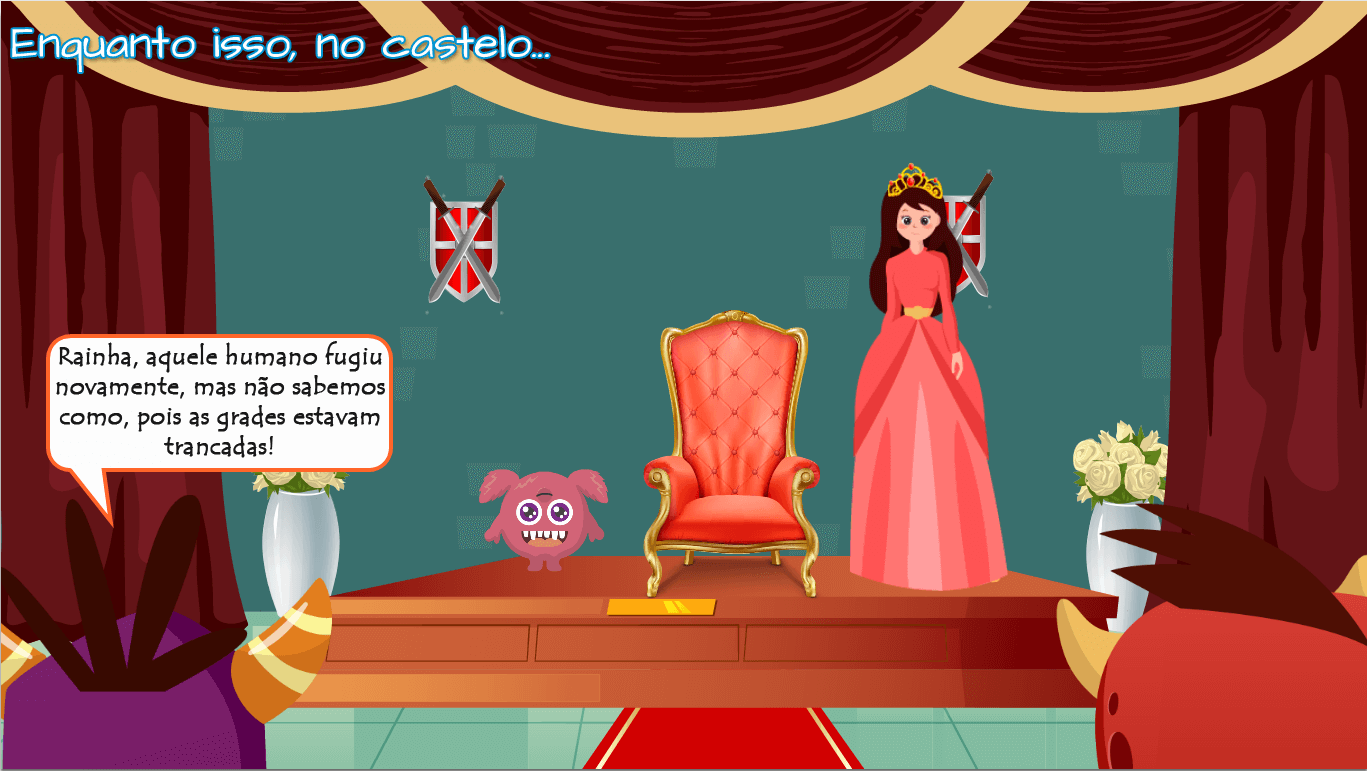 Enquanto isso, no castelo...
Rainha, aquele humano fugiu
novamente, mas não sabemos
como, pois as grades estavam
trancadas!